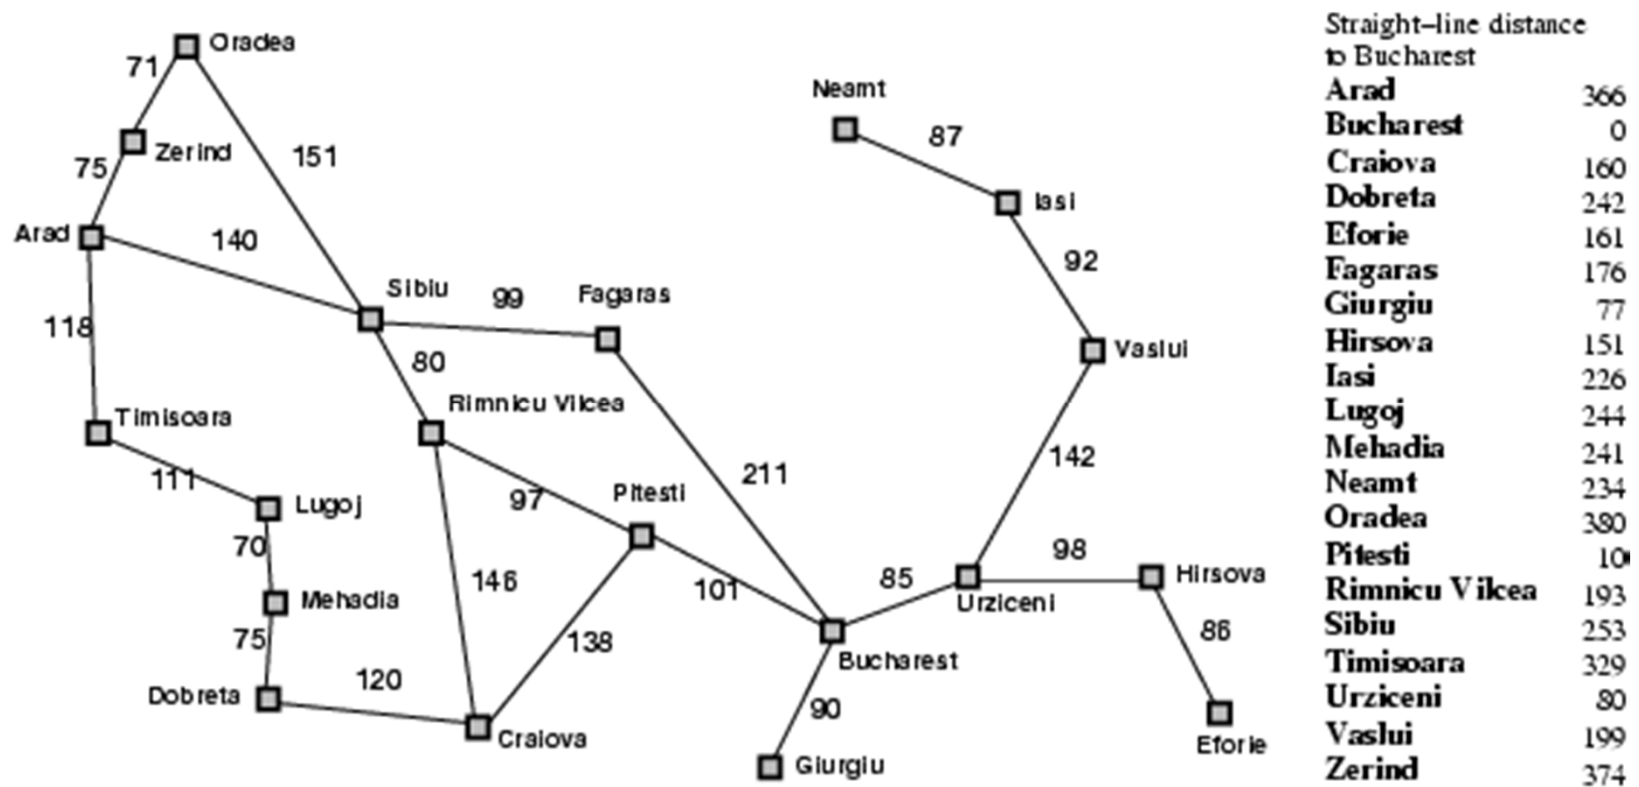 Oradea
71
Zerind
151
75
Arad
140
118
Sibiu
99
Fagaras
80
Timisoara
Rimnicu Vilcea
111
Lugoj
97
Pitesti
211
70
146
101
Mehadia
75
138
Dobreta
120
Craiova
Bucharest
90
Giurgiu
Neamt
87
Iasi
92
Vaslui
142
98
85
Hirsova
Urziceni
86
Eforie
Straight–line distance
to Bucharest
Arad 366
Bucharest 0
Craiova 160
Dobreta 242
Eforie 161
Fagaras 176
Giurgiu 77
Hirsova 151
Iasi 226
Lugoj 244
Mehadia 241
Neamt 234
Oradea 380
Pitesti
Rimnicu Vilcea 193
Sibiu 253
Timisoara 329
Urziceni 80
Vaslui 199
Zerind 374